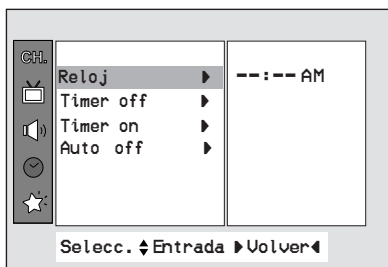 CH.
Reloj --:-- AM
Timer off
Timer on
Auto off
Selecc. Entrada Volver